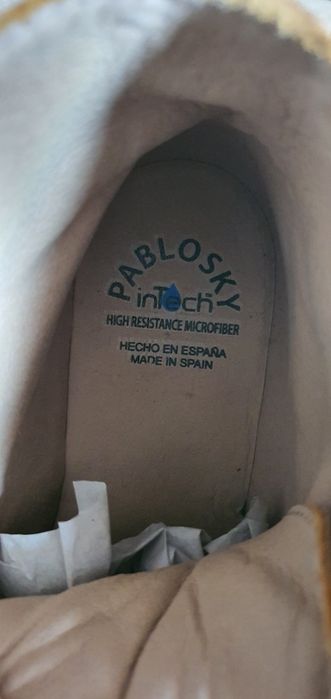 PABLOSKY
inTech
HIGH RESISTANCE MICROFIBER
HECHO EN ESPAÑA
MADE IN SPAIN